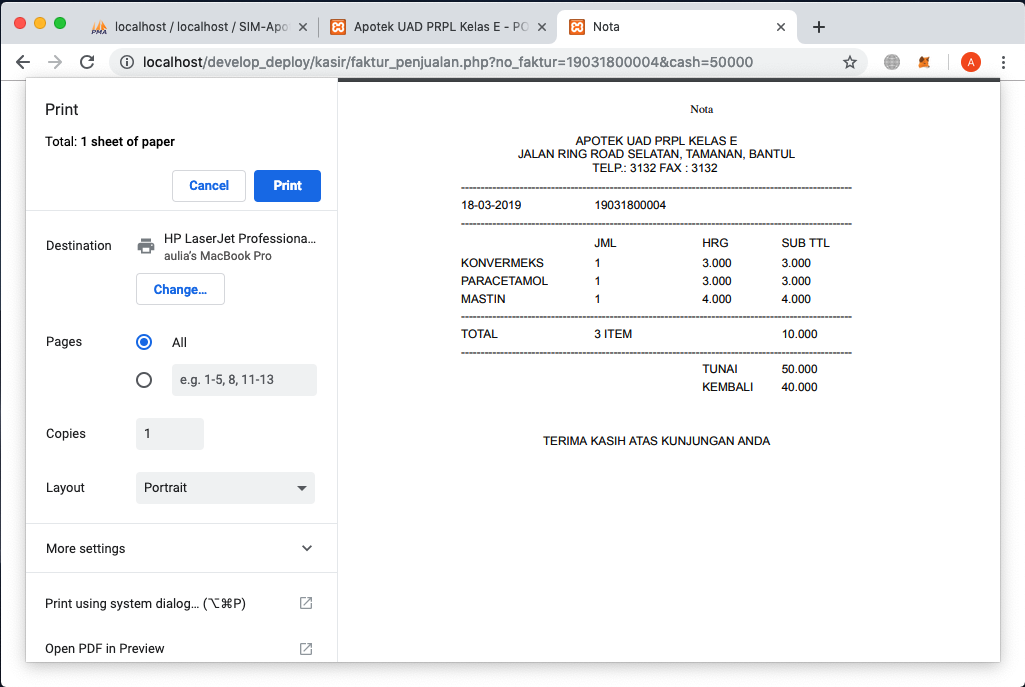 localhost / localhost / SIM-Apo
Apotek UAD PRPL Kelas E - PO
Nota
localhost/develop_deploy/kasir/faktur_penjualan.php?no_faktur=19031800004&cash=50000
A
Print
Total: 1 sheet of paper
Cancel
Print
Destination
HP LaserJet Professiona...
aulia's MacBook Pro
Change...
Pages
All
e.g. 1-5, 8, 11-13
Copies
1
Layout
Portrait
More settings
Print using system dialog... (⌥⌘P)
Open PDF in Preview
Nota
APOTEK UAD PRPL KELAS E
JALAN RING ROAD SELATAN, TAMANAN, BANTUL
TELP.: 3132 FAX : 3132
18-03-2019 19031800004
JML HRG SUB TTL
KONVERMEKS 1 3.000 3.000
PARACETAMOL 1 3.000 3.000
MASTIN 1 4.000 4.000
TOTAL 3 ITEM 10.000
TUNAI 50.000
KEMBALI 40.000
TERIMA KASIH ATAS KUNJUNGAN ANDA